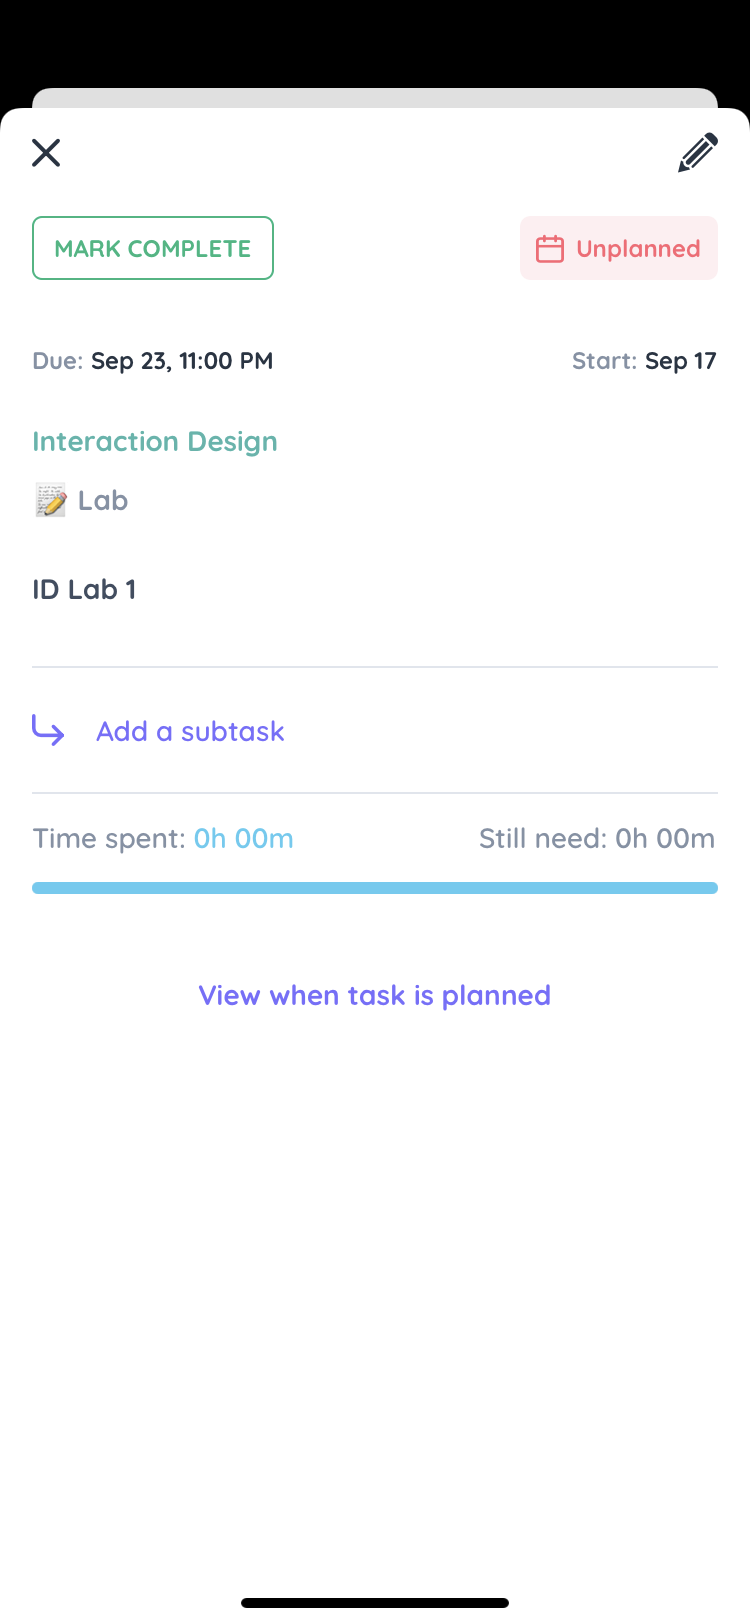 MARK COMPLETE
Unplanned
Due: Sep 23, 11:00 PM
Start: Sep 17
Interaction Design
Lab
ID Lab 1
Add a subtask
Time spent: 0h 00m
Still need: 0h 00m
View when task is planned